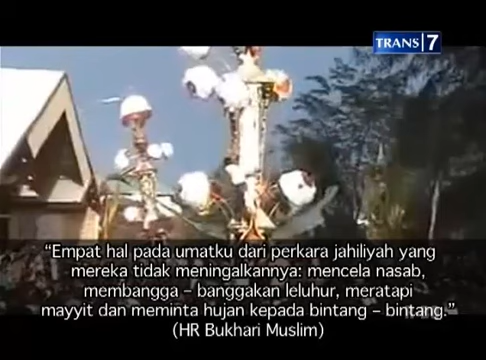 TRANS|7
“Empat hal pada umatku dari perkara jahiliyah yang
mereka tidak meningalkannya: mencela nasab,
membangga – banggakan leluhur, meratapi
mayyit dan meminta hujan kepada bintang – bintang.”
(HR Bukhari Muslim)